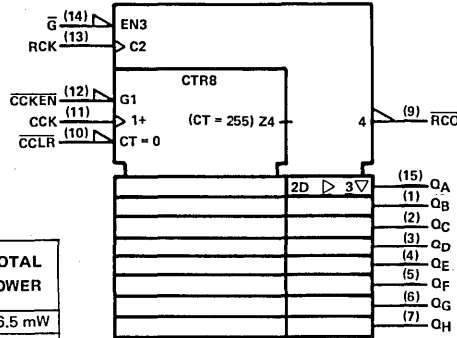 G (14) EN3
RCK (13) C2
CTR8
CCKEN (12) G1
CCK (11) 1+ (CT = 255) Z4 4 (9) RCO
CCLR (10) CT = 0
2D 3 (15) QA
(1) QB
(2) QC
(3) QD
(4) QE
(5) QF
(6) QG
(7) QH
OTAL
OWER
6.5 mW